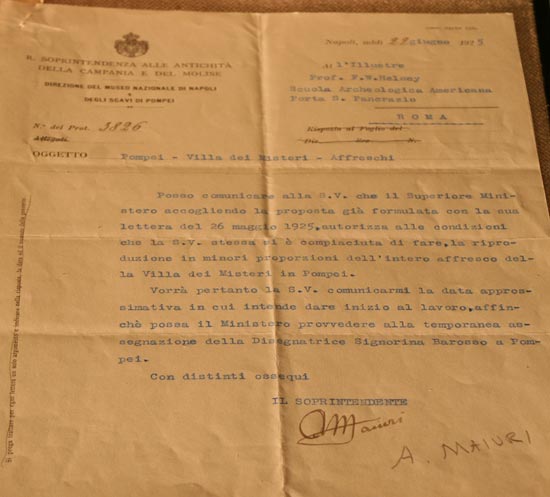 R. SOPRINTENDENZA ALLE ANTICHITÀ
DELLA CAMPANIA E DEL MOLISE
DIREZIONE DEL MUSEO NAZIONALE DI NAPOLI
E
DEGLI SCAVI DI POMPEI
N.º del Prot. 3826
Allegati
OGGETTO
Napoli, addì 22 giugno 1925
Al l'Illustre
Prof. F.W.Kelsey
Scuola Archeologica Americana
Porta S. Pancrazio
ROMA
Risposta al Foglio del
Div. Sez. N.
Pompei - Villa dei Misteri - Affreschi
Posso comunicare alla S.V. che il Superiore Mini-
stero accogliendo la proposta già formulata con la sua
lettera del 26 maggio 1925, autorizza alle condizioni
che la S.V. stessa si è compiaciuta di fare, la ripro-
duzione in minori proporzioni dell'intero affresco del-
la Villa dei Misteri in Pompei.
Vorrà pertanto la S.V. comunicarmi la data appros-
simativa in cui intende dare inizio al lavoro, affin-
chè possa il Ministero provvedere alla temporanea as-
segnazione della Disegnatrice Signorina Barosso a Pom-
pei.
Con distinti ossequi
IL SOPRINTENDENTE
AMaiuri
A. MAIURI